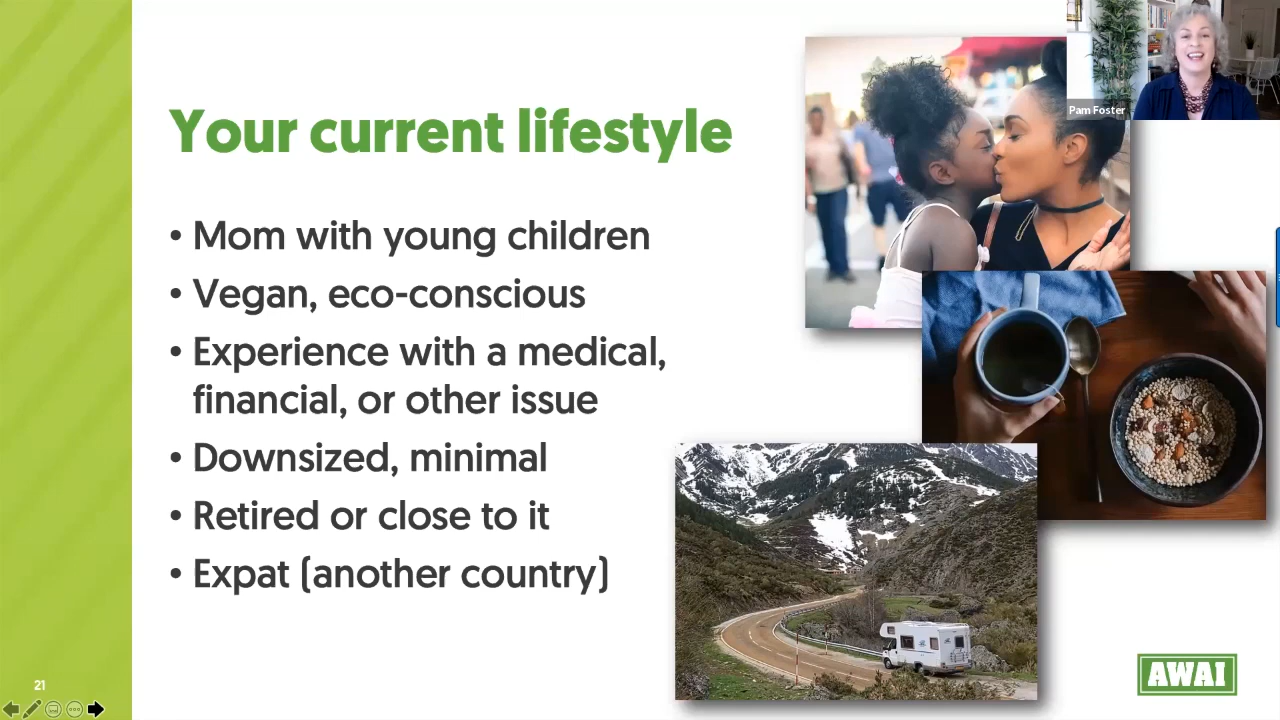 Pam Foster
Your current lifestyle
• Mom with young children
• Vegan, eco-conscious
• Experience with a medical,
financial, or other issue
• Downsized, minimal
• Retired or close to it
• Expat (another country)
AWAI
21